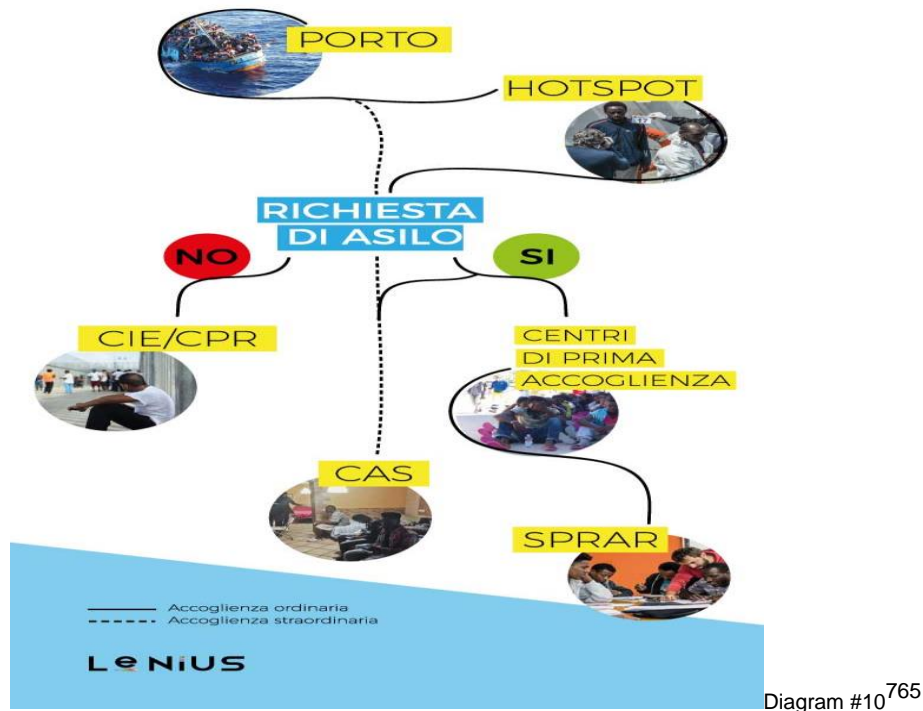 PORTO
HOTSPOT
RICHIESTA
DI ASILO
NO
SI
CIE/CPR
CENTRI
DI PRIMA
ACCOGLIENZA
CAS
SPRAR
Accoglienza ordinaria
Accoglienza straordinaria
LeNiUS
Diagram #10765